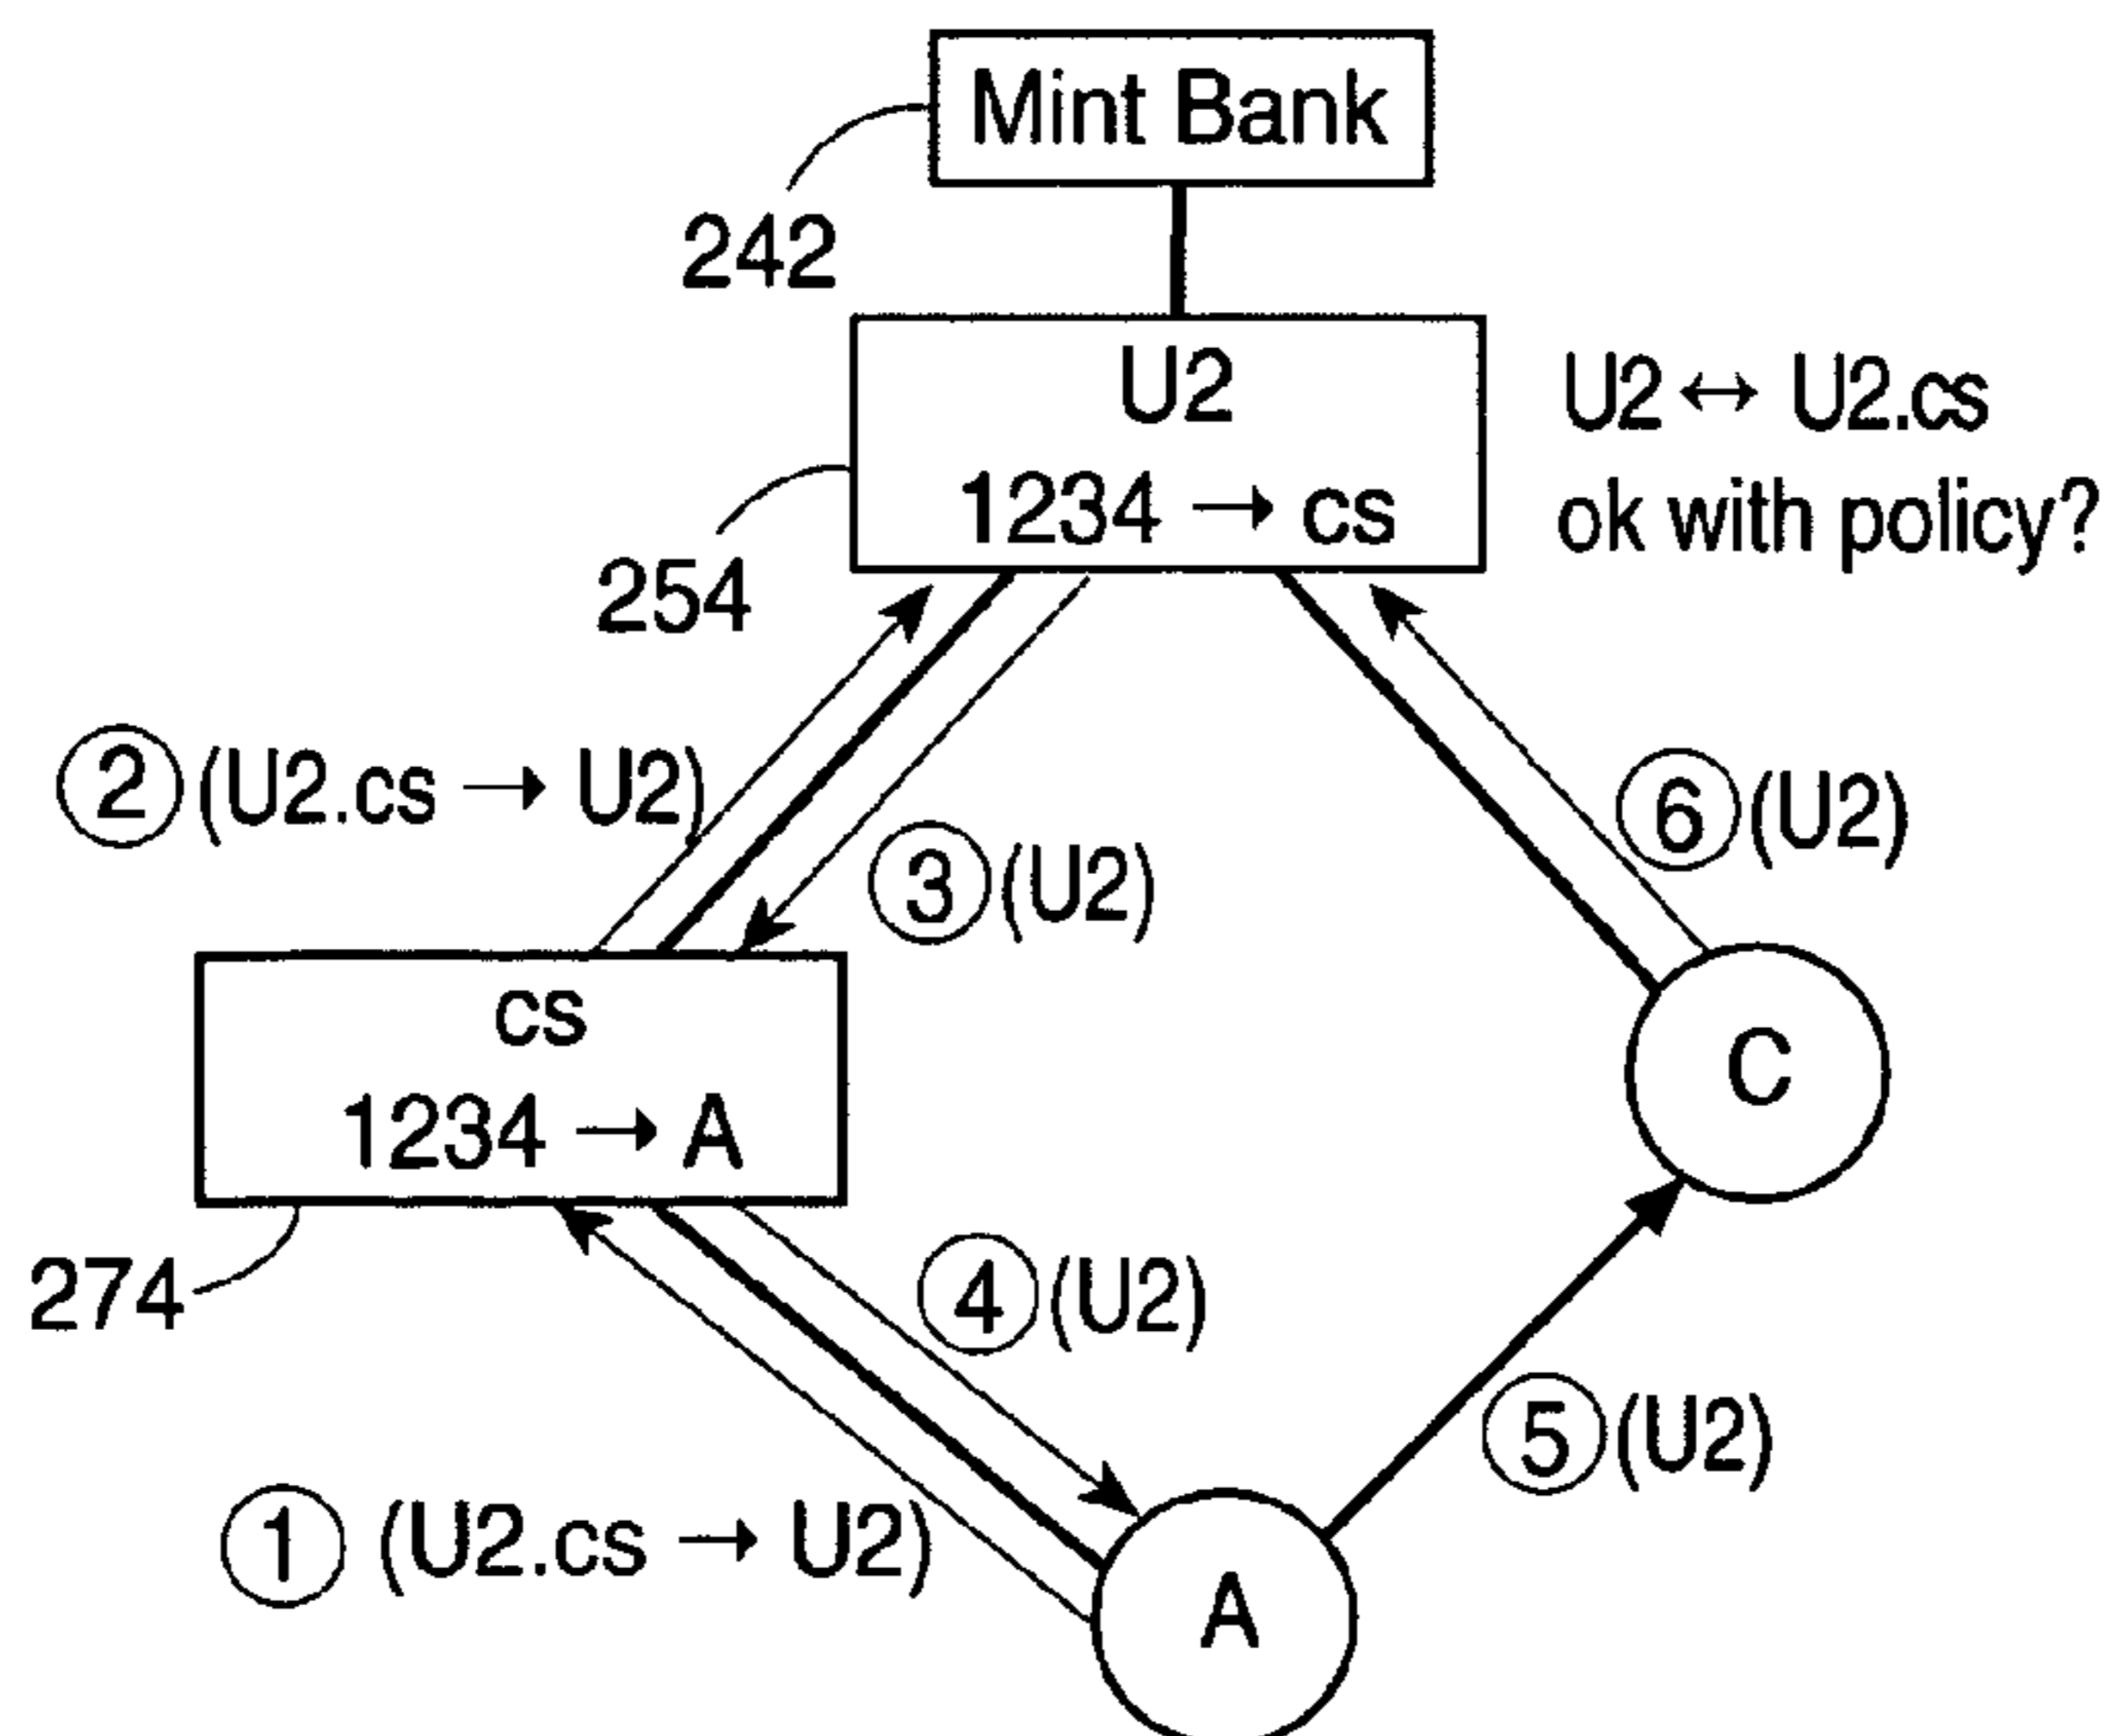 Mint Bank
242
U2
1234 → cs
U2 ↔ U2.cs
ok with policy?
254
② (U2.cs → U2)
③ (U2)
⑥ (U2)
cs
1234 → A
C
274
④ (U2)
⑤ (U2)
① (U2.cs → U2)
A